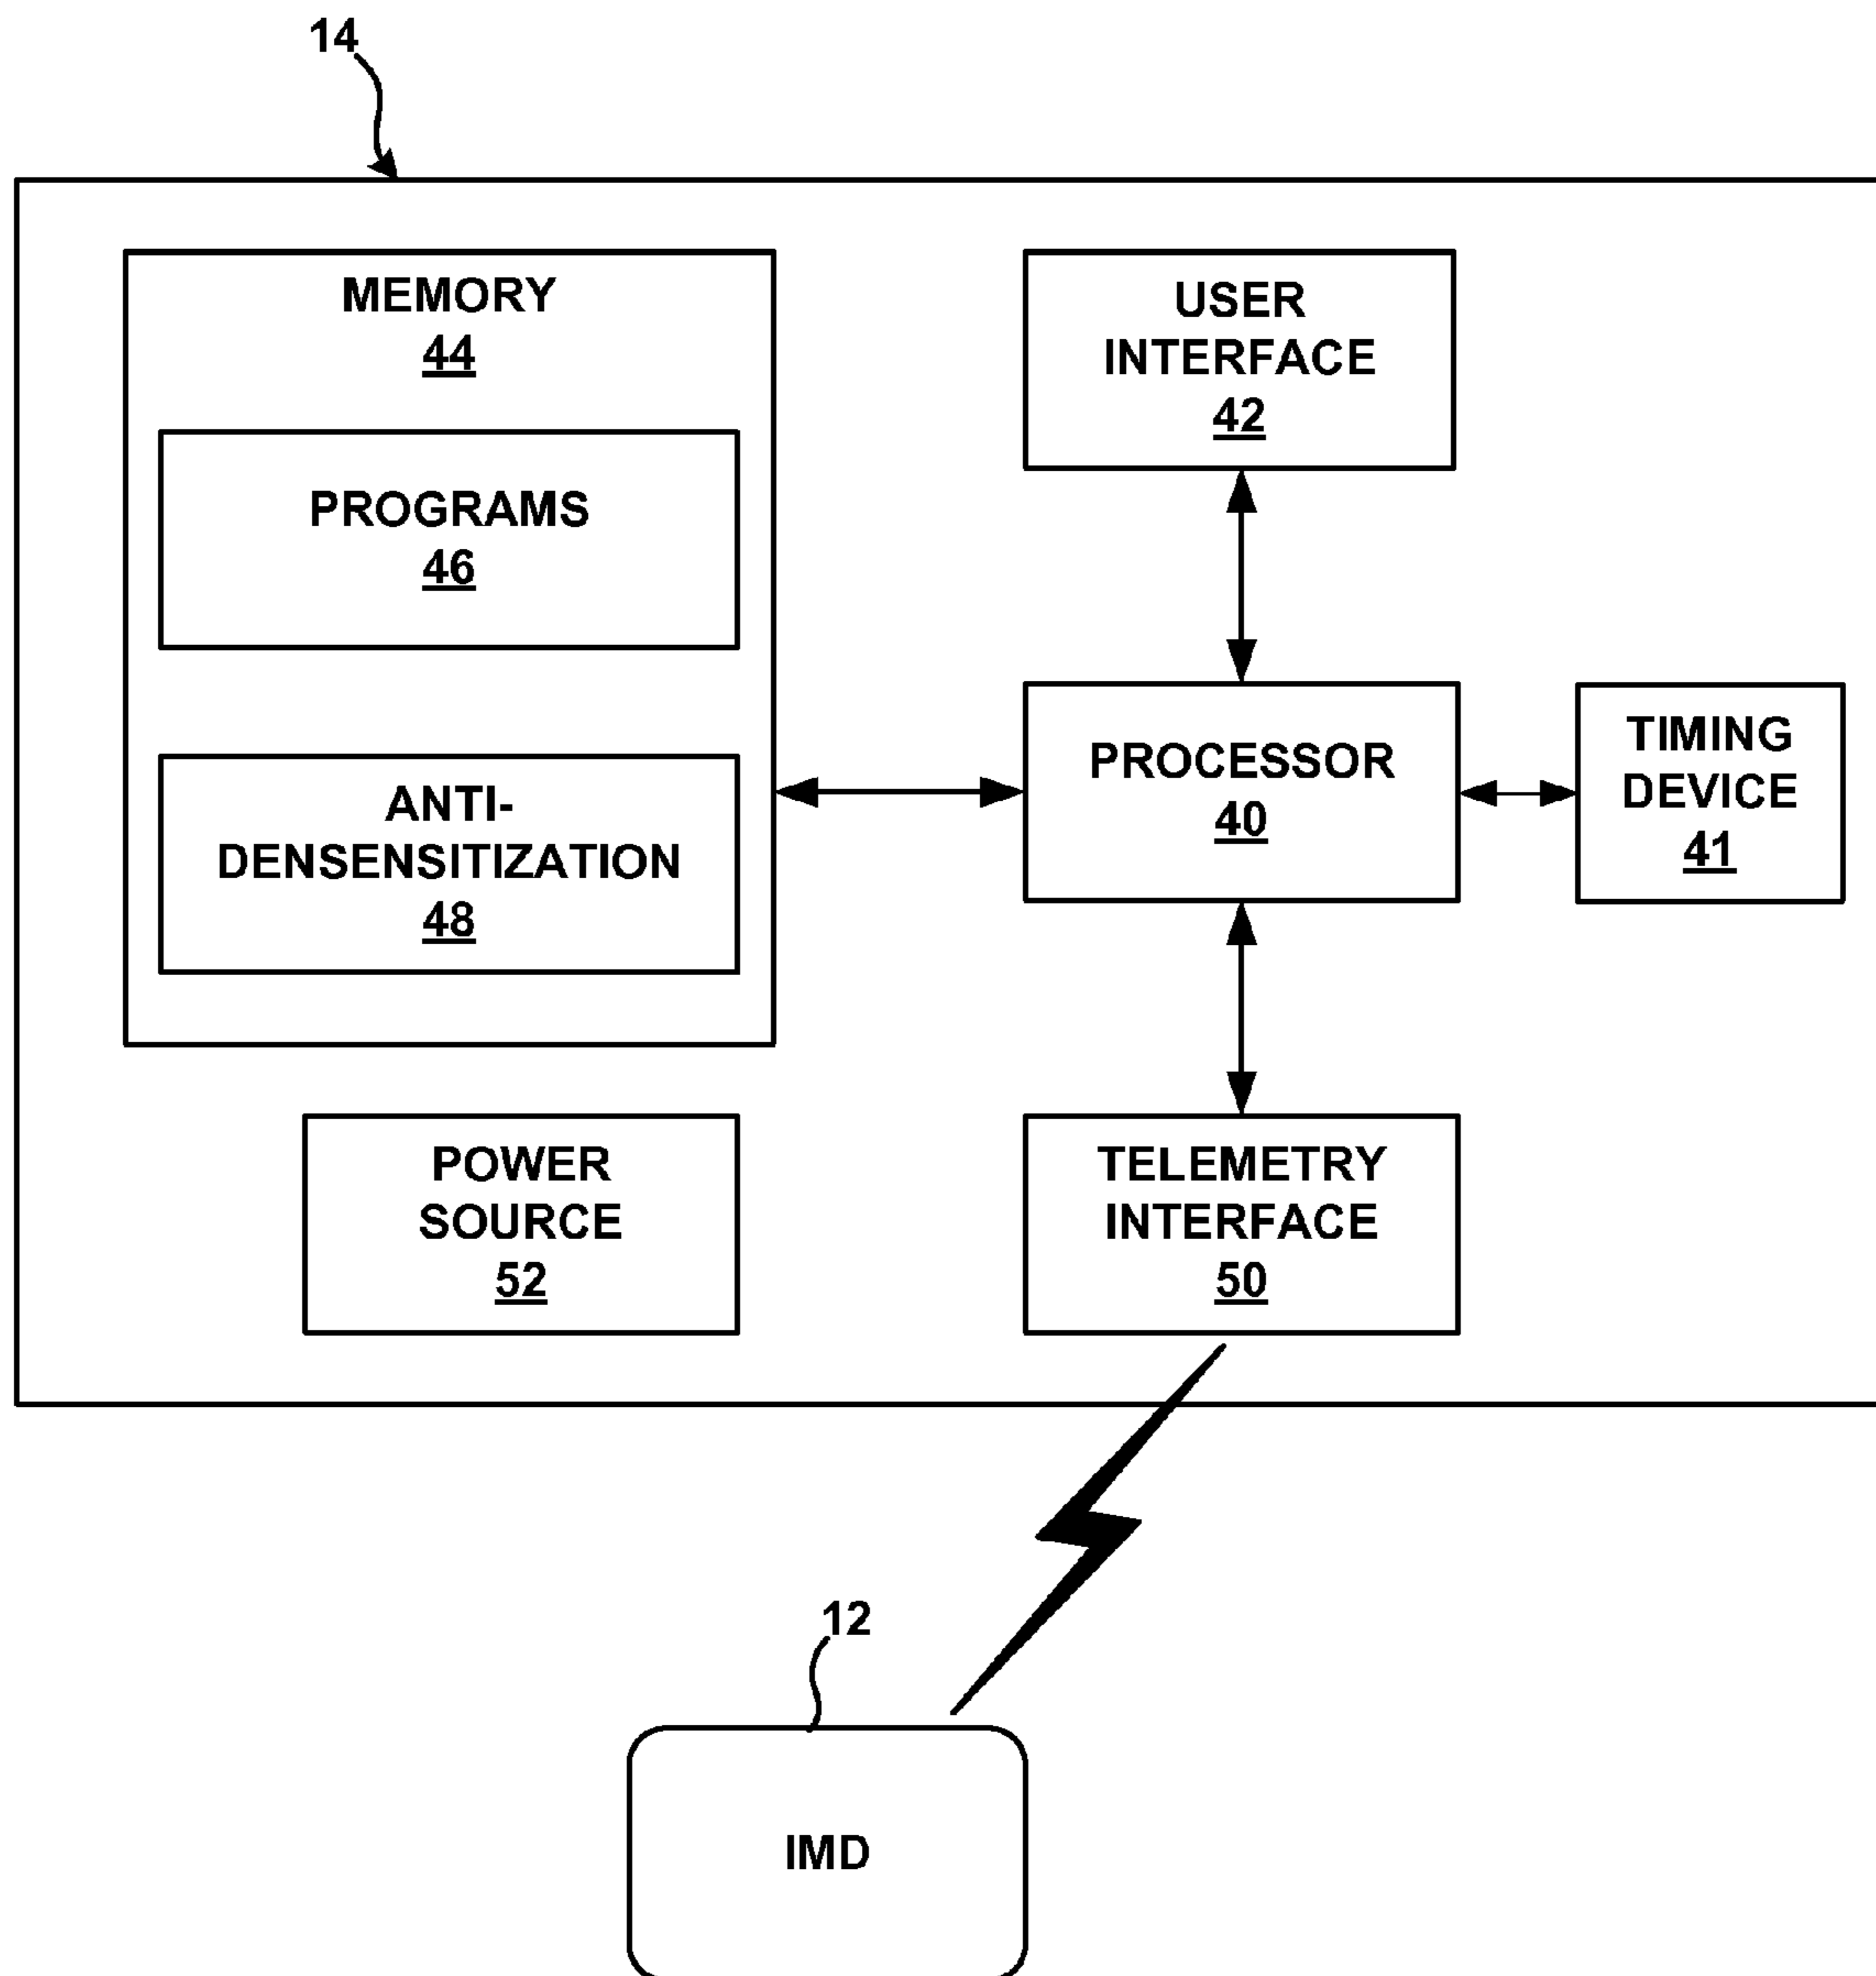 14
MEMORY
44
PROGRAMS
46
ANTI-
DENSENSITIZATION
48
USER
INTERFACE
42
PROCESSOR
40
TIMING
DEVICE
41
POWER
SOURCE
52
TELEMETRY
INTERFACE
50
12
IMD